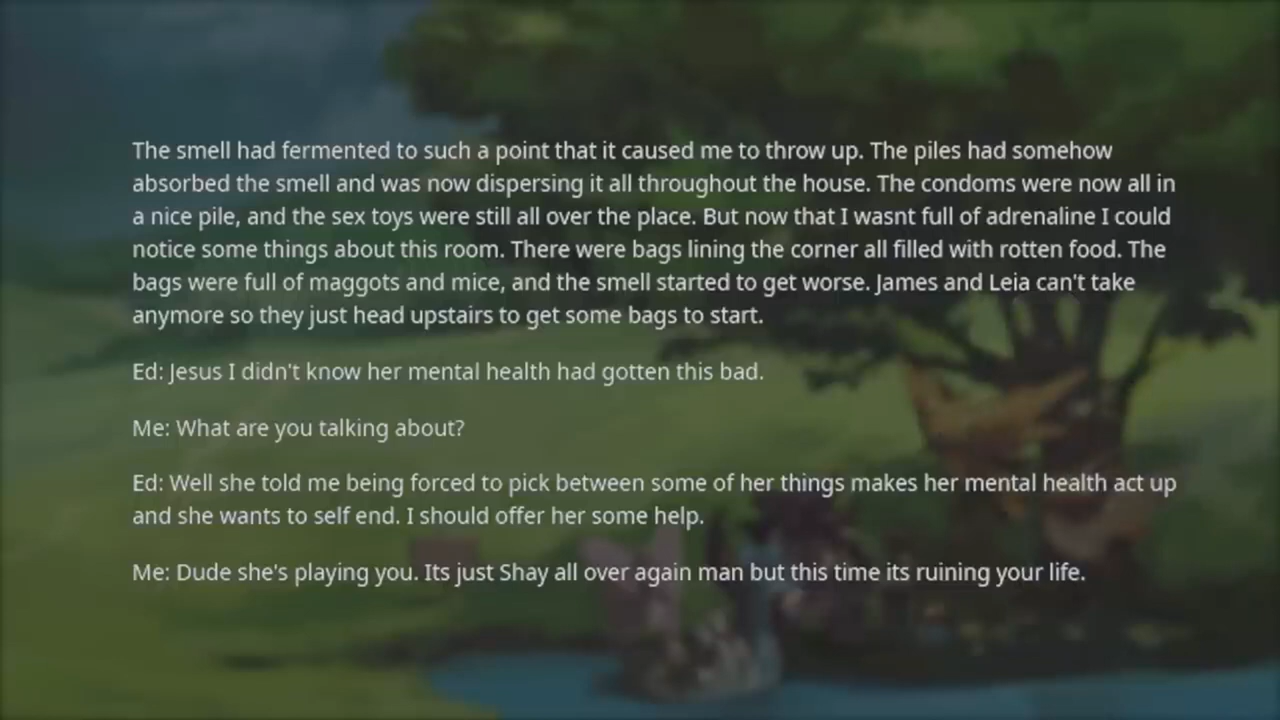 The smell had fermented to such a point that it caused me to throw up. The piles had somehow
absorbed the smell and was now dispersing it all throughout the house. The condoms were now all in
a nice pile, and the sex toys were still all over the place. But now that I wasnt full of adrenaline I could
notice some things about this room. There were bags lining the corner all filled with rotten food. The
bags were full of maggots and mice, and the smell started to get worse. James and Leia can't take
anymore so they just head upstairs to get some bags to start.
Ed: Jesus I didn't know her mental health had gotten this bad.
Me: What are you talking about?
Ed: Well she told me being forced to pick between some of her things makes her mental health act up
and she wants to self end. I should offer her some help.
Me: Dude she's playing you. Its just Shay all over again man but this time its ruining your life.